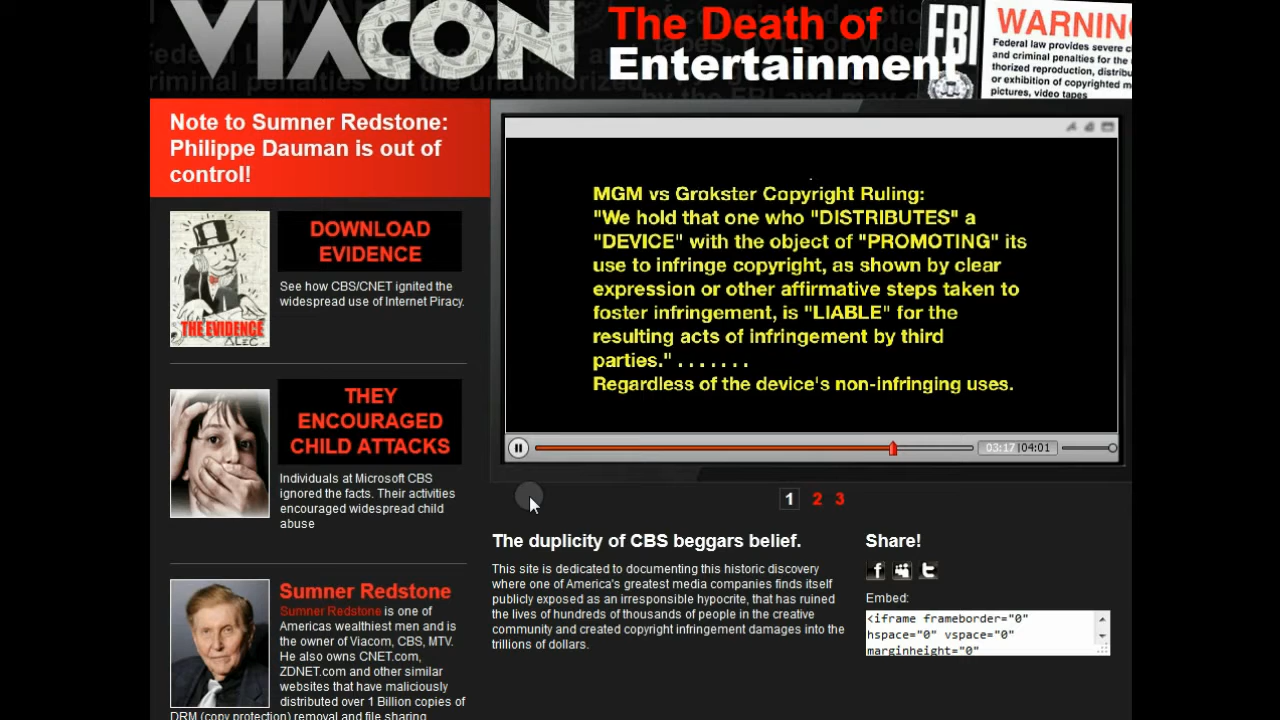 VIACON
The Death of
Entertainment
FBI
WARNING
Federal law provides severe c
and criminal penalties for the
thorized reproduction, distribu
or exhibition of copyrighted m
pictures, video tapes
Note to Sumner Redstone:
Philippe Dauman is out of
control!
DOWNLOAD
EVIDENCE
See how CBS/CNET ignited the
widespread use of Internet Piracy.
THE EVIDENCE
ALEC
THEY
ENCOURAGED
CHILD ATTACKS
Individuals at Microsoft CBS
ignored the facts. Their activities
encouraged widespread child
abuse
Sumner Redstone
Sumner Redstone is one of
Americas wealthiest men and is
the owner of Viacom, CBS, MTV.
He also owns CNET.com,
ZDNET.com and other similar
websites that have maliciously
distributed over 1 Billion copies of
DRM (copy protection) removal and file sharing
MGM vs Grokster Copyright Ruling:
"We hold that one who "DISTRIBUTES" a
"DEVICE" with the object of "PROMOTING" its
use to infringe copyright, as shown by clear
expression or other affirmative steps taken to
foster infringement, is "LIABLE" for the
resulting acts of infringement by third
parties." . . . . . . .
Regardless of the device's non-infringing uses.
03:17 | 04:01
1 2 3
The duplicity of CBS beggars belief.
This site is dedicated to documenting this historic discovery
where one of America's greatest media companies finds itself
publicly exposed as an irresponsible hypocrite, that has ruined
the lives of hundreds of thousands of people in the creative
community and created copyright infringement damages into the
trillions of dollars.
Share!
Embed:
<iframe frameborder="0"
hspace="0" vspace="0"
marginheight="0"